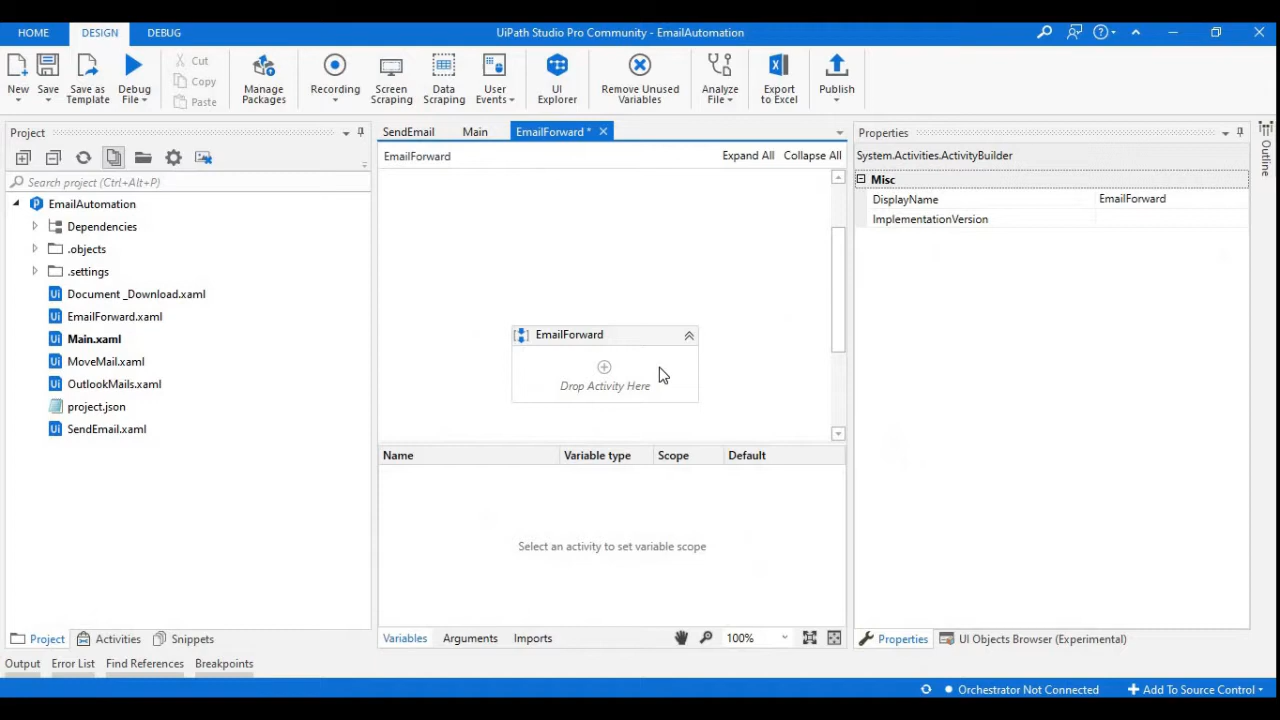 HOME DESIGN DEBUG UiPath Studio Pro Community - EmailAutomation
New Save Save as Template Debug File Cut Copy Paste Manage Packages Recording Screen Scraping Data Scraping User Events UI Explorer Remove Unused Variables Analyze File Export to Excel Publish
Project SendEmail Main EmailForward * Properties
EmailForward Expand All Collapse All System.Activities.ActivityBuilder
Search project (Ctrl+Alt+P) Misc
EmailAutomation DisplayName EmailForward
Dependencies ImplementationVersion
.objects
.settings
Document _Download.xaml
EmailForward.xaml
Main.xaml EmailForward
MoveMail.xaml
OutlookMails.xaml Drop Activity Here
project.json
SendEmail.xaml
Name Variable type Scope Default
Select an activity to set variable scope
Project Activities Snippets Variables Arguments Imports 100% Properties UI Objects Browser (Experimental)
Output Error List Find References Breakpoints
Orchestrator Not Connected Add To Source Control
Outline